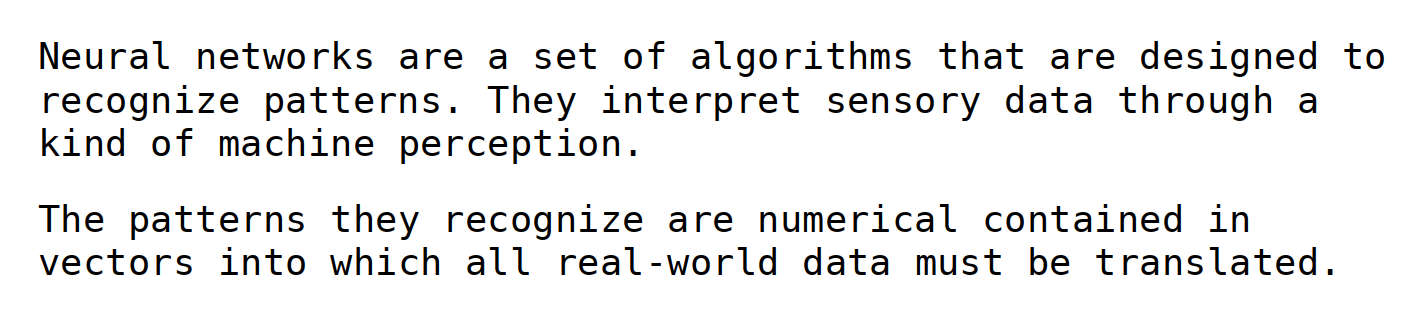 Neural networks are a set of algorithms that are designed to
recognize patterns. They interpret sensory data through a
kind of machine perception.
The patterns they recognize are numerical contained in
vectors into which all real-world data must be translated.